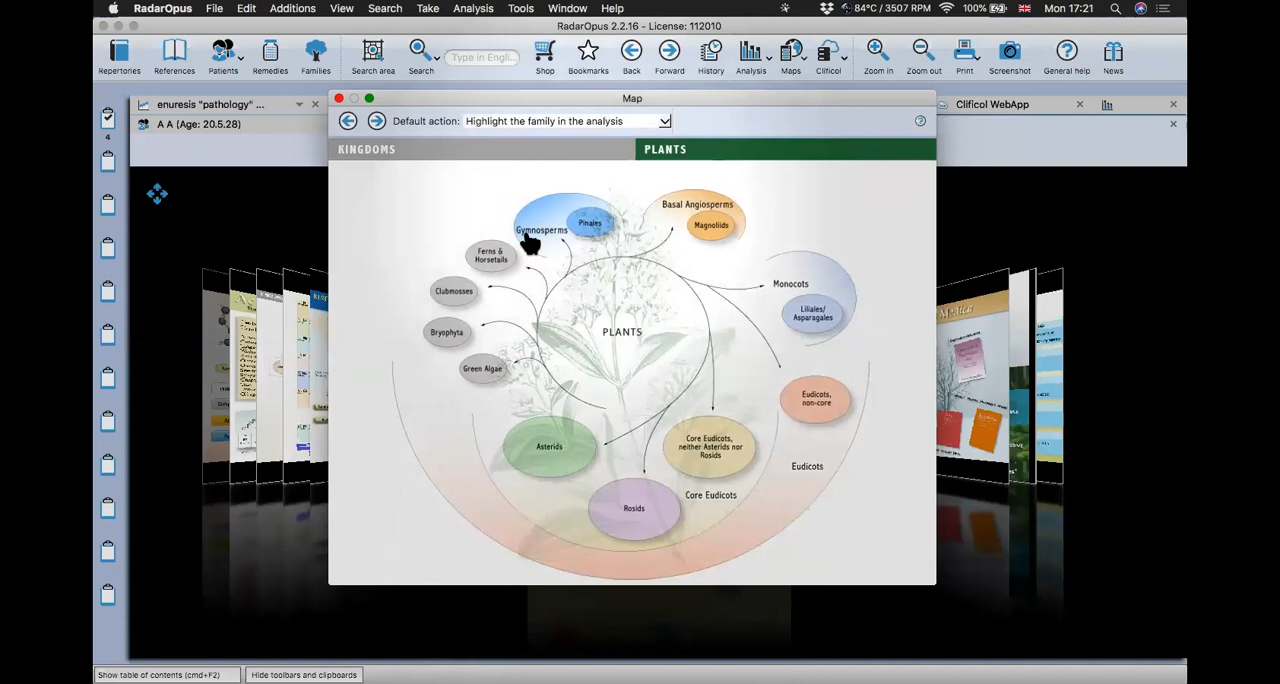 RadarOpus File Edit Additions View Search Take Analysis Tools Window Help 84°C / 3507 RPM 100% Mon 17:21
RadarOpus 2.2.16 - License: 112010
Repertories References Patients Remedies Families Search area Search Type in Engli... Shop Bookmarks Back Forward History Analysis Maps Clificol Zoom in Zoom out Print Screenshot General help News
enuresis "pathology" ...
Map
Clificol WebApp
A A (Age: 20.5.28)
Default action: Highlight the family in the analysis
4
KINGDOMS PLANTS
Gymnosperms
Pinales
Basal Angiosperms
Magnoliids
Ferns &
Horsetails
Clubmosses
Monocots
Liliales/
Asparagales
Bryophyta
PLANTS
Green Algae
Eudicots,
non-core
Asterids
Core Eudicots,
neither Asterids nor
Rosids
Eudicots
Core Eudicots
Rosids
Show table of contents (cmd+F2) Hide toolbars and clipboards